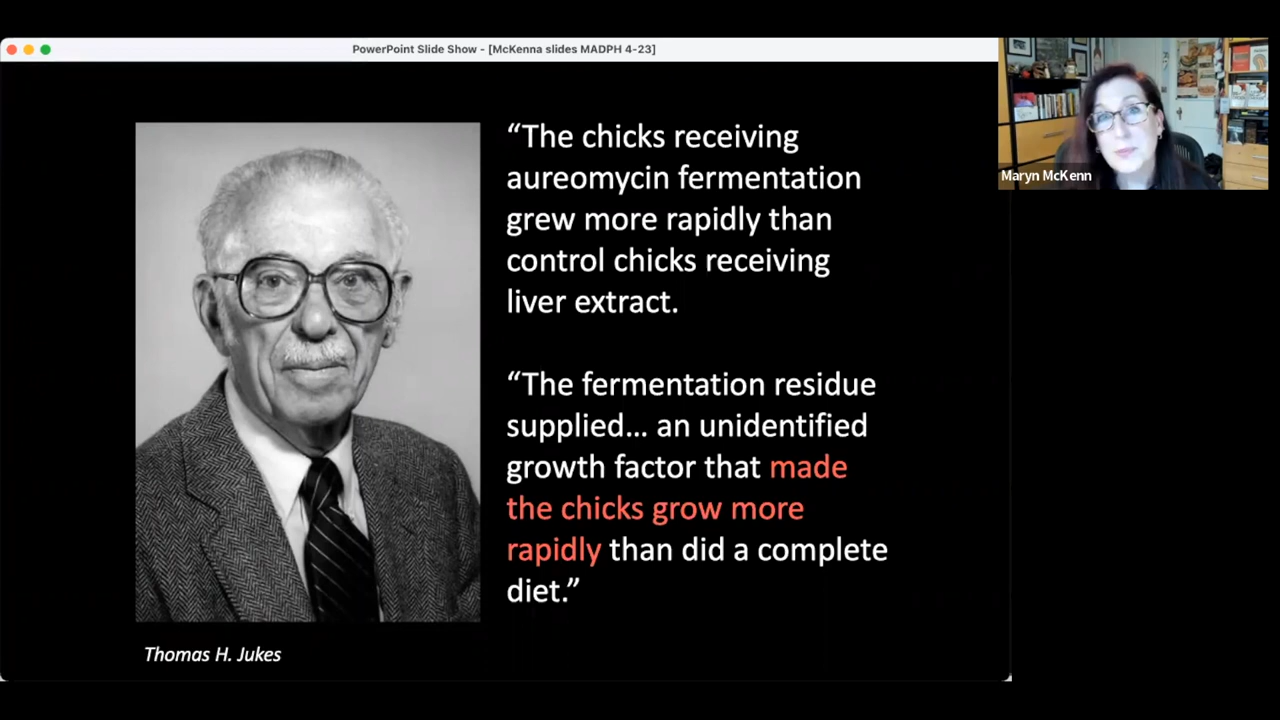 PowerPoint Slide Show - [McKenna slides MADPH 4-23]
“The chicks receiving
aureomycin fermentation
grew more rapidly than
control chicks receiving
liver extract.
“The fermentation residue
supplied... an unidentified
growth factor that made
the chicks grow more
rapidly than did a complete
diet.”
Thomas H. Jukes
Maryn McKenn